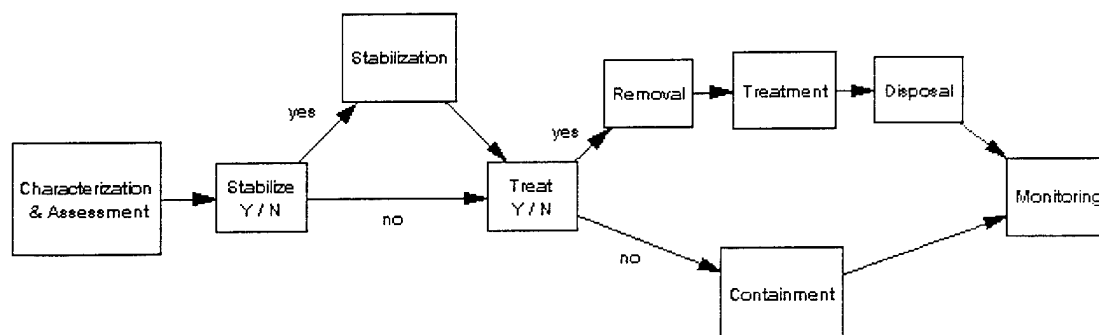 Characterization
& Assessment
Stabilize
Y / N
yes
no
Stabilization
Treat
Y / N
yes
no
Removal
Treatment
Disposal
Containment
Monitoring